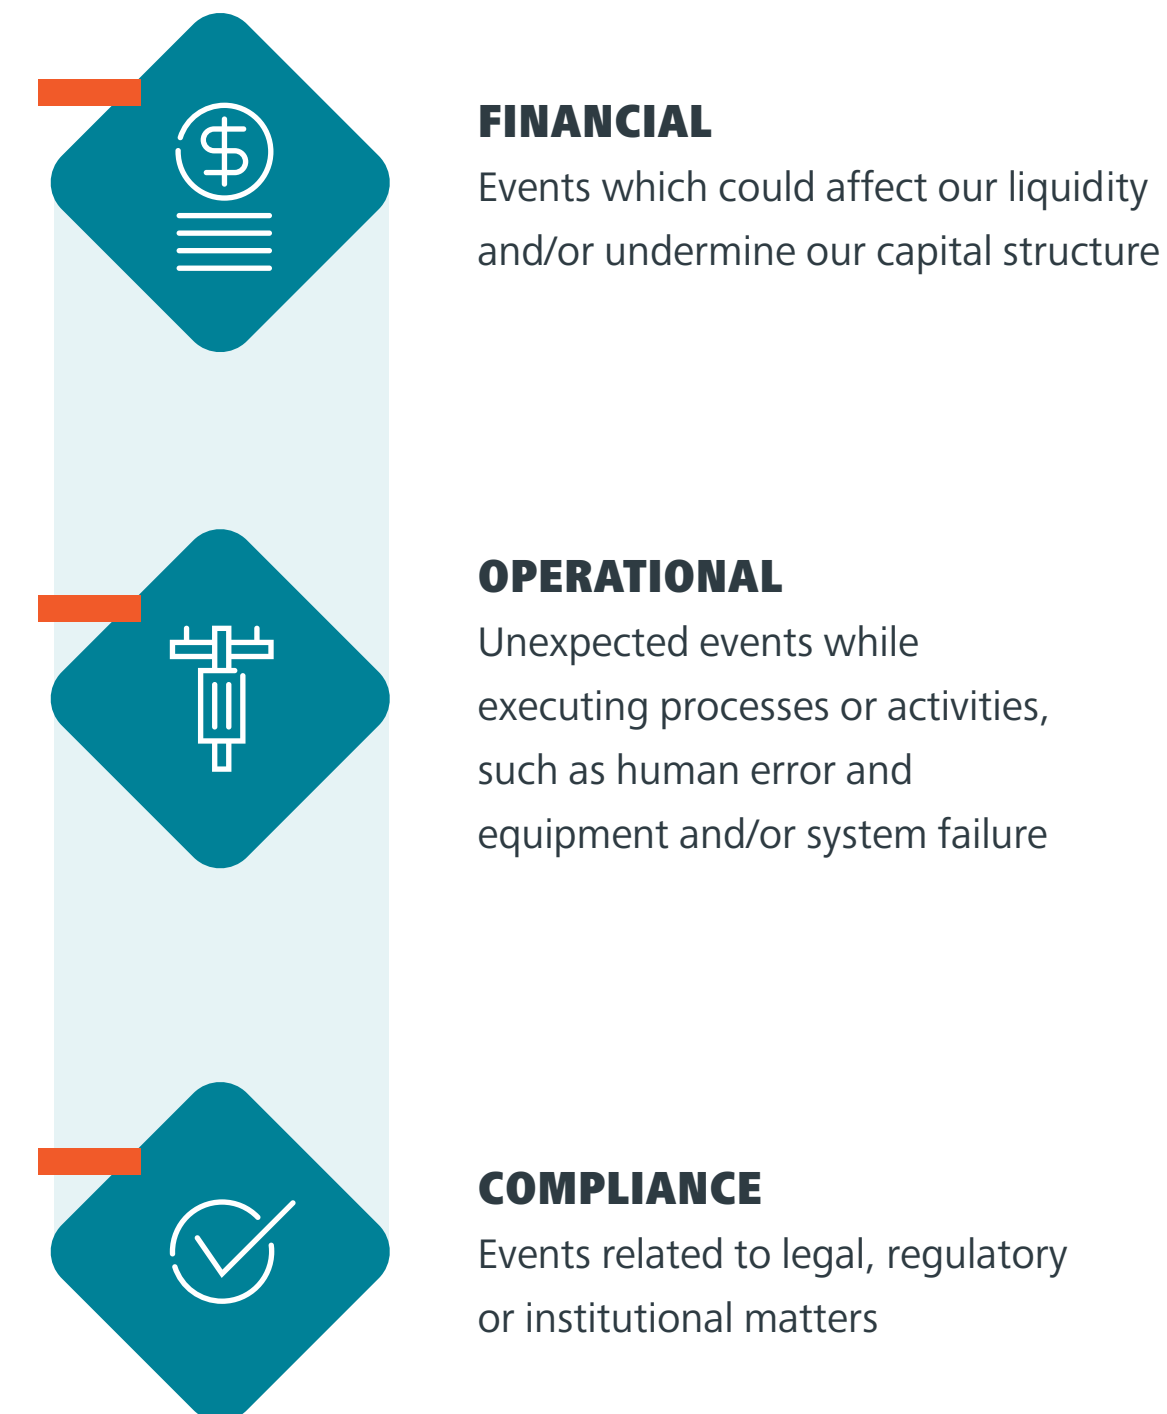 FINANCIAL
Events which could affect our liquidity
and/or undermine our capital structure
OPERATIONAL
Unexpected events while
executing processes or activities,
such as human error and
equipment and/or system failure
COMPLIANCE
Events related to legal, regulatory
or institutional matters